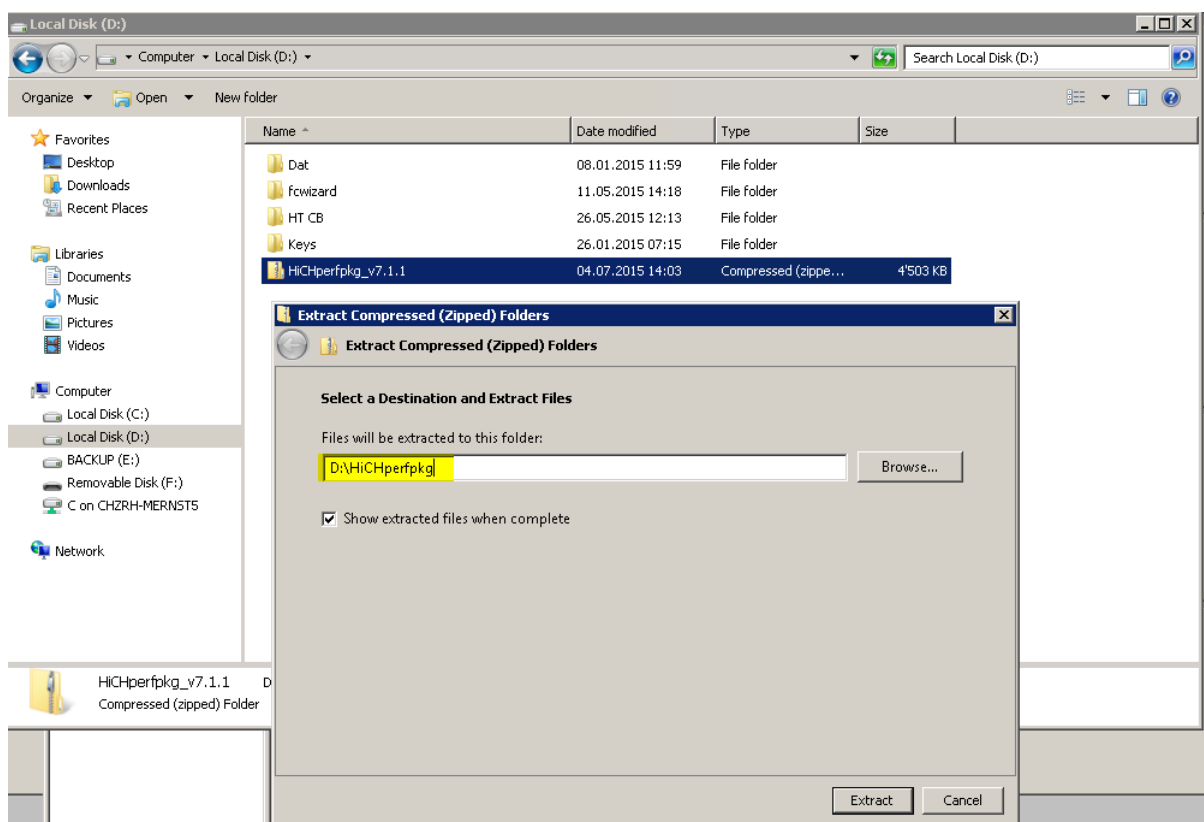 Local Disk (D:)
Computer Local Disk (D:)
Search Local Disk (D:)
Organize Open New folder
Name Date modified Type Size
Favorites
Desktop
Downloads
Recent Places
Libraries
Documents
Music
Pictures
Videos
Computer
Local Disk (C:)
Local Disk (D:)
BACKUP (E:)
Removable Disk (F:)
C on CHZRH-MERNST5
Network
Dat 08.01.2015 11:59 File folder
fcwizard 11.05.2015 14:18 File folder
HT CB 26.05.2015 12:13 File folder
Keys 26.01.2015 07:15 File folder
HiCHperfpkg_v7.1.1 04.07.2015 14:03 Compressed (zippe... 4'503 KB
Extract Compressed (Zipped) Folders
Extract Compressed (Zipped) Folders
Select a Destination and Extract Files
Files will be extracted to this folder:
D:\HiCHperfpkg
Browse...
Show extracted files when complete
Extract Cancel
HiCHperfpkg_v7.1.1 D
Compressed (zipped) Folder